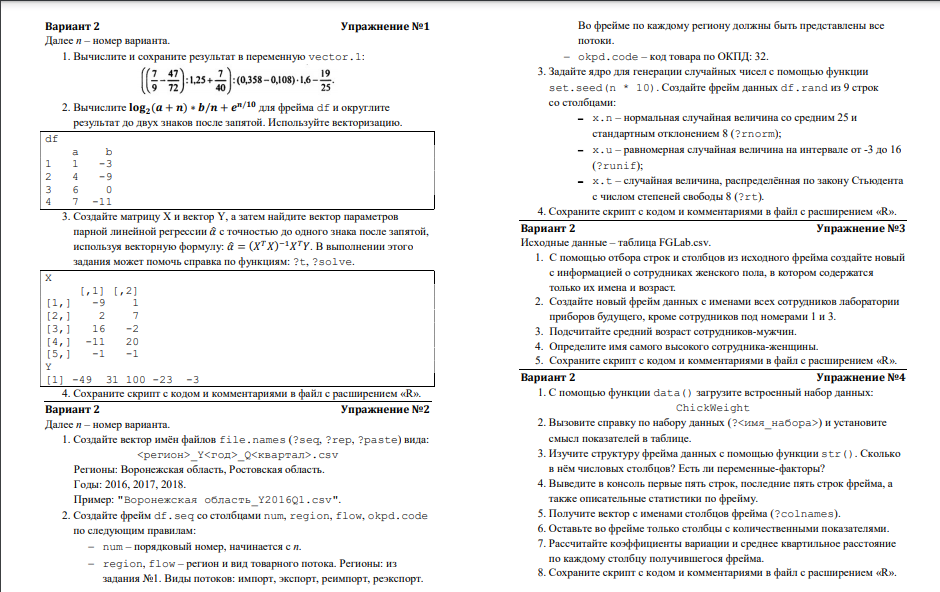 Вариант 2 Упражнение №1
Далее n – номер варианта.
1. Вычислите и сохраните результат в переменную vector.1:
((7/9 − 47/72) : 1,25 + 7/40) : (0,358 − 0,108) · 1,6 − 19/25.
2. Вычислите log₂(a + n) ∗ b/n + e^(n/10) для фрейма df и округлите
результат до двух знаков после запятой. Используйте векторизацию.
df
a b
1 1 -3
2 4 -9
3 6 0
4 7 -11
3. Создайте матрицу X и вектор Y, а затем найдите вектор параметров
парной линейной регрессии α̂ с точностью до одного знака после запятой,
используя векторную формулу: α̂ = (XᵀX)⁻¹XᵀY. В выполнении этого
задания может помочь справка по функциям: ?t, ?solve.
X
[,1] [,2]
[1,] -9 1
[2,] 2 7
[3,] 16 -2
[4,] -11 20
[5,] -1 -1
Y
[1] -49 31 100 -23 -3
4. Сохраните скрипт с кодом и комментариями в файл с расширением «R».
Вариант 2 Упражнение №2
Далее n – номер варианта.
1. Создайте вектор имён файлов file.names (?seq, ?rep, ?paste) вида:
<регион>_Y<год>_Q<квартал>.csv
Регионы: Воронежская область, Ростовская область.
Годы: 2016, 2017, 2018.
Пример: "Воронежская область_Y2016Q1.csv".
2. Создайте фрейм df.seq со столбцами num, region, flow, okpd.code
по следующим правилам:
− num – порядковый номер, начинается с n.
− region, flow – регион и вид товарного потока. Регионы: из
задания №1. Виды потоков: импорт, экспорт, реимпорт, реэкспорт.
Во фрейме по каждому региону должны быть представлены все
потоки.
− okpd.code – код товара по ОКПД: 32.
3. Задайте ядро для генерации случайных чисел с помощью функции
set.seed(n * 10). Создайте фрейм данных df.rand из 9 строк
со столбцами:
- x.n – нормальная случайная величина со средним 25 и
стандартным отклонением 8 (?rnorm);
- x.u – равномерная случайная величина на интервале от -3 до 16
(?runif);
- x.t – случайная величина, распределённая по закону Стьюдента
с числом степеней свободы 8 (?rt).
4. Сохраните скрипт с кодом и комментариями в файл с расширением «R».
Вариант 2 Упражнение №3
Исходные данные – таблица FGLab.csv.
1. С помощью отбора строк и столбцов из исходного фрейма создайте новый
с информацией о сотрудниках женского пола, в котором содержатся
только их имена и возраст.
2. Создайте новый фрейм данных с именами всех сотрудников лаборатории
приборов будущего, кроме сотрудников под номерами 1 и 3.
3. Подсчитайте средний возраст сотрудников-мужчин.
4. Определите имя самого высокого сотрудника-женщины.
5. Сохраните скрипт с кодом и комментариями в файл с расширением «R».
Вариант 2 Упражнение №4
1. С помощью функции data() загрузите встроенный набор данных:
ChickWeight
2. Вызовите справку по набору данных (?<имя_набора>) и установите
смысл показателей в таблице.
3. Изучите структуру фрейма данных с помощью функции str(). Сколько
в нём числовых столбцов? Есть ли переменные-факторы?
4. Выведите в консоль первые пять строк, последние пять строк фрейма, а
также описательные статистики по фрейму.
5. Получите вектор с именами столбцов фрейма (?colnames).
6. Оставьте во фрейме только столбцы с количественными показателями.
7. Рассчитайте коэффициенты вариации и среднее квартильное расстояние
по каждому столбцу получившегося фрейма.
8. Сохраните скрипт с кодом и комментариями в файл с расширением «R».